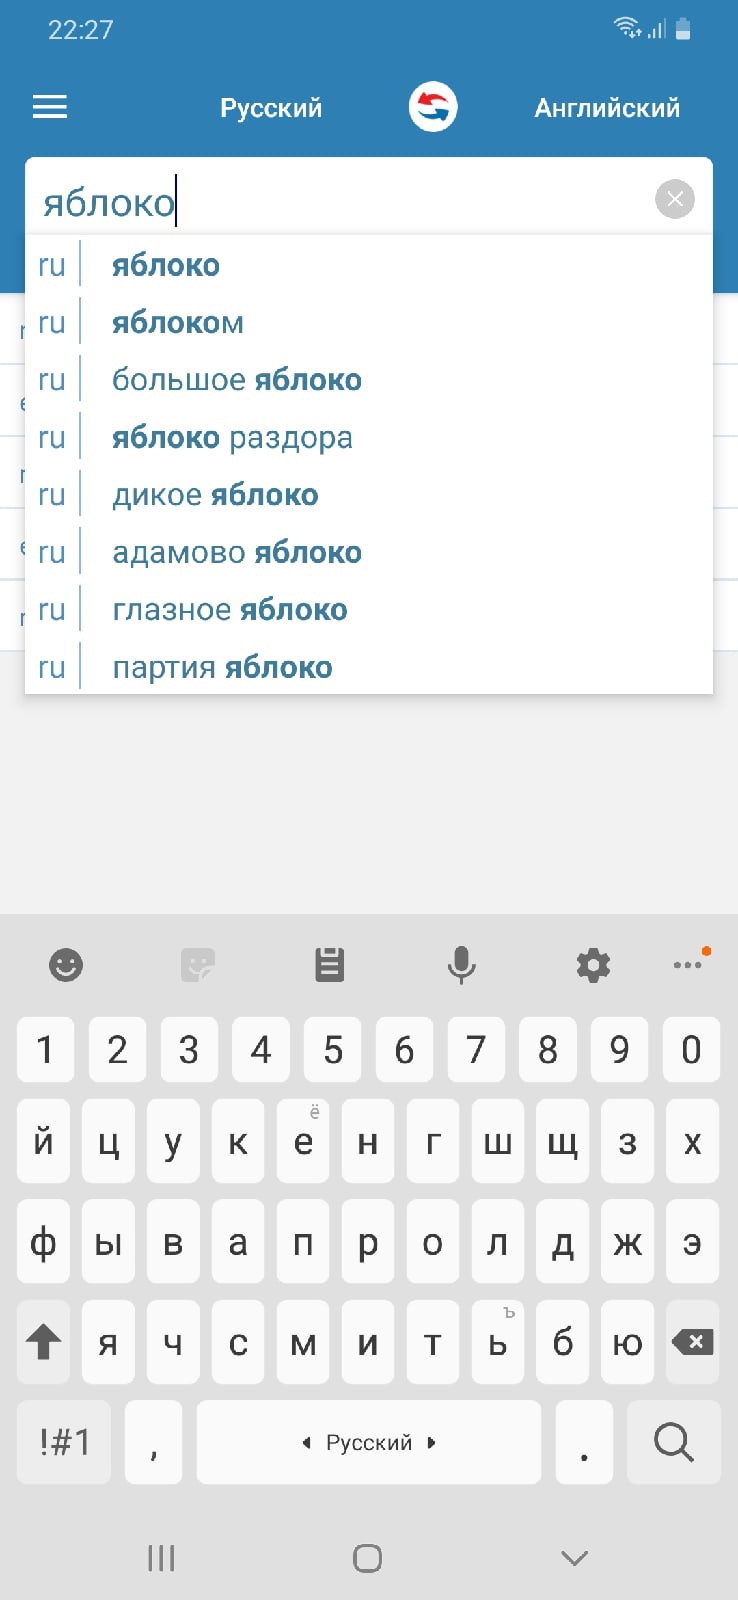 22:27
Русский Английский
яблоко
ru яблоко
ru яблоком
ru большое яблоко
ru яблоко раздора
ru дикое яблоко
ru адамово яблоко
ru глазное яблоко
ru партия яблоко
1 2 3 4 5 6 7 8 9 0
ё
й ц у к е н г ш щ з х
ф ы в а п р о л д ж э
ъ
я ч с м и т ь б ю
!#1 , Русский .